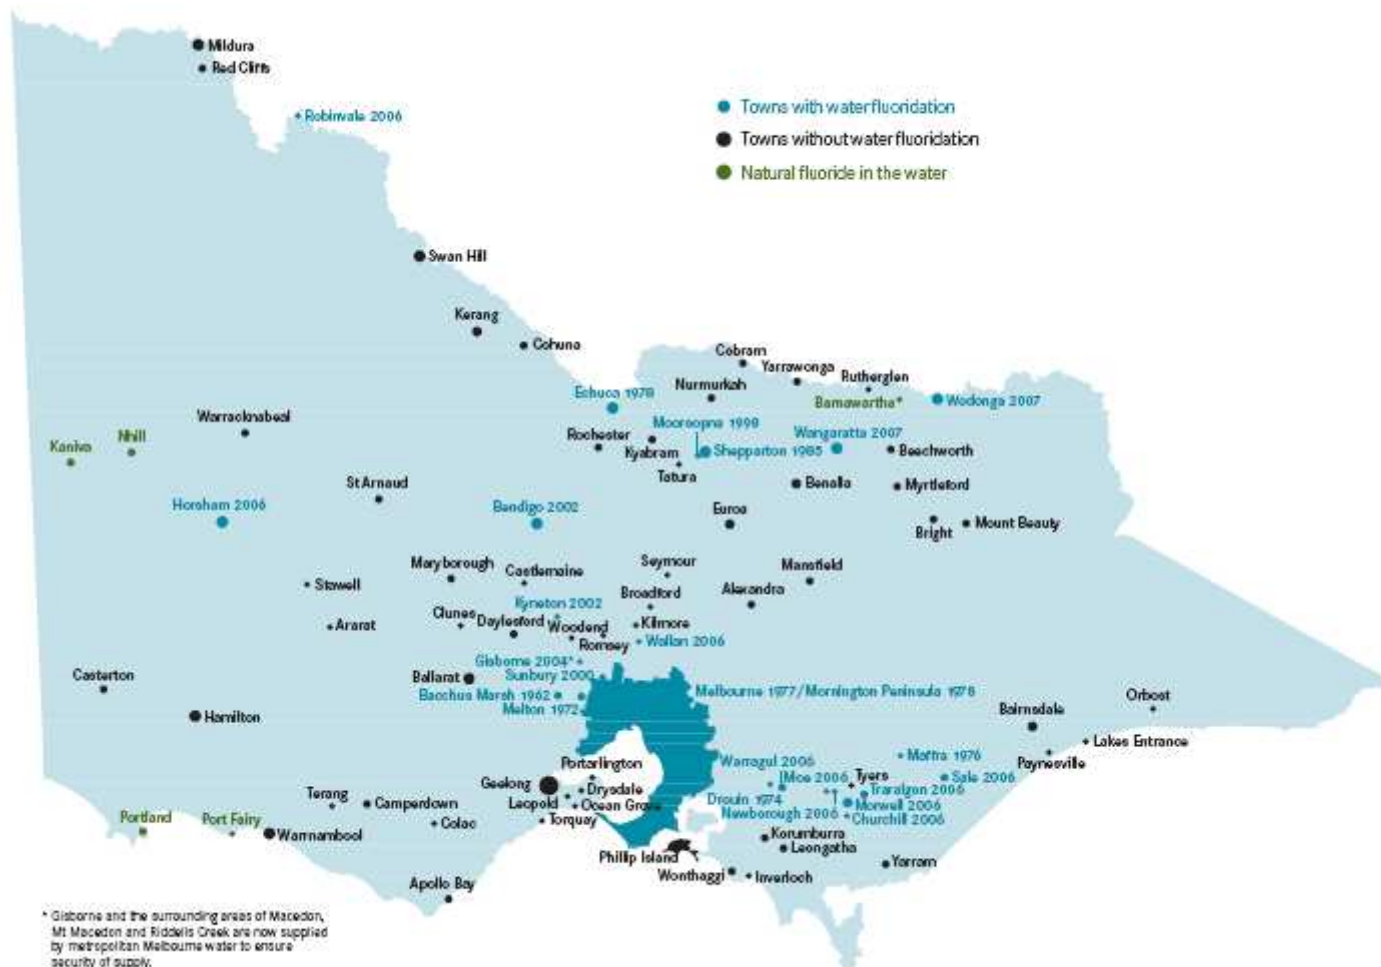 Mildura
Red Cliffs
Robinvale 2006
Towns with water fluoridation
Towns without water fluoridation
Natural fluoride in the water
Swan Hill
Kerang
Cohuna
Cobram
Yarrawonga
Rutherglen
Echuca 1978
Nurmurkah
Barnawartha*
Wodonga 2007
Warracknabeal
Mooroopna 1998
Kaniva
Nhill
Rochester
Wangaratta 2007
Kyabram
Shepparton 1985
Beechworth
Tatura
St Arnaud
Benalla
Myrtleford
Horsham 2006
Bendigo 2002
Euroa
Bright
Mount Beauty
Maryborough
Castlemaine
Seymour
Mansfield
Stawell
Broadford
Alexandra
Kyneton 2002
Clunes
Daylesford
Woodend
Kilmore
Ararat
Romsey
Wallan 2006
Gisborne 2004*
Casterton
Ballarat
Sunbury 2000
Bacchus Marsh 1962
Melbourne 1977/Mornington Peninsula 1978
Orbost
Melton 1972
Bairnsdale
Hamilton
Lakes Entrance
Maffra 1976
Paynesville
Warragul 2006
Portarlington
Moe 2006
Tyers
Sale 2006
Geelong
Drysdale
Traralgon 2006
Terang
Camperdown
Leopold
Ocean Grove
Drouin 1974
Morwell 2006
Newborough 2006
Portland
Port Fairy
Colac
Torquay
Churchill 2006
Warnambool
Korumburra
Leongatha
Phillip Island
Yarram
Wonthaggi
Inverloch
Apollo Bay
* Gisborne and the surrounding areas of Macedon,
Mt Macedon and Riddells Creek are now supplied
by metropolitan Melbourne water to ensure
security of supply.